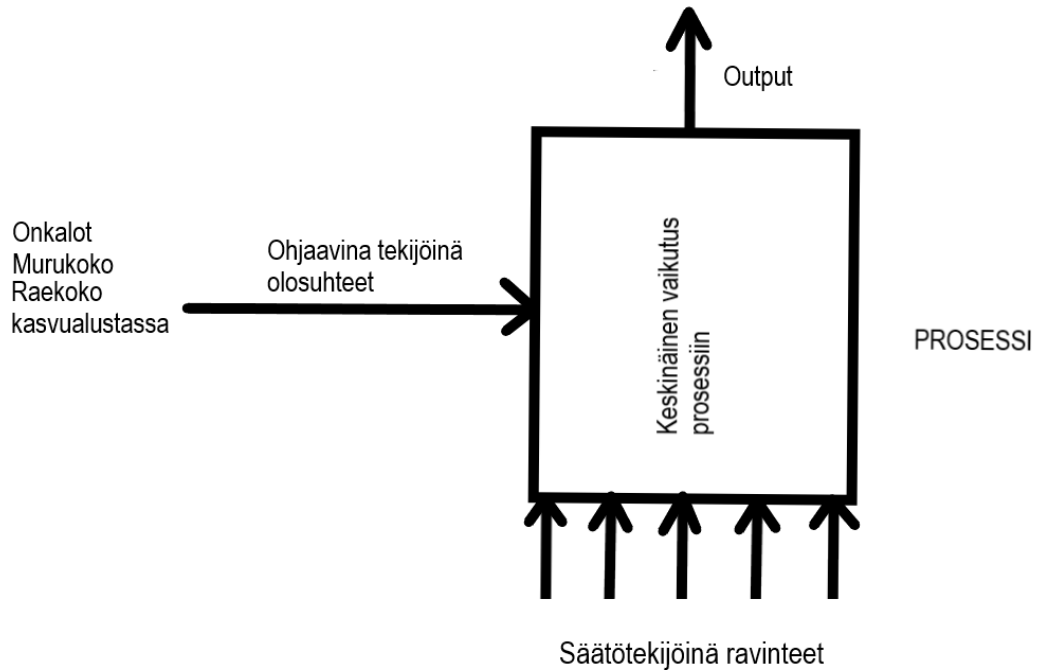 Output
Onkalot
Murukoko
Raekoko
kasvualustassa
Ohjaavina tekijöinä
olosuhteet
Keskinäinen vaikutus
prosessiin
PROSESSI
Säätötekijöinä ravinteet